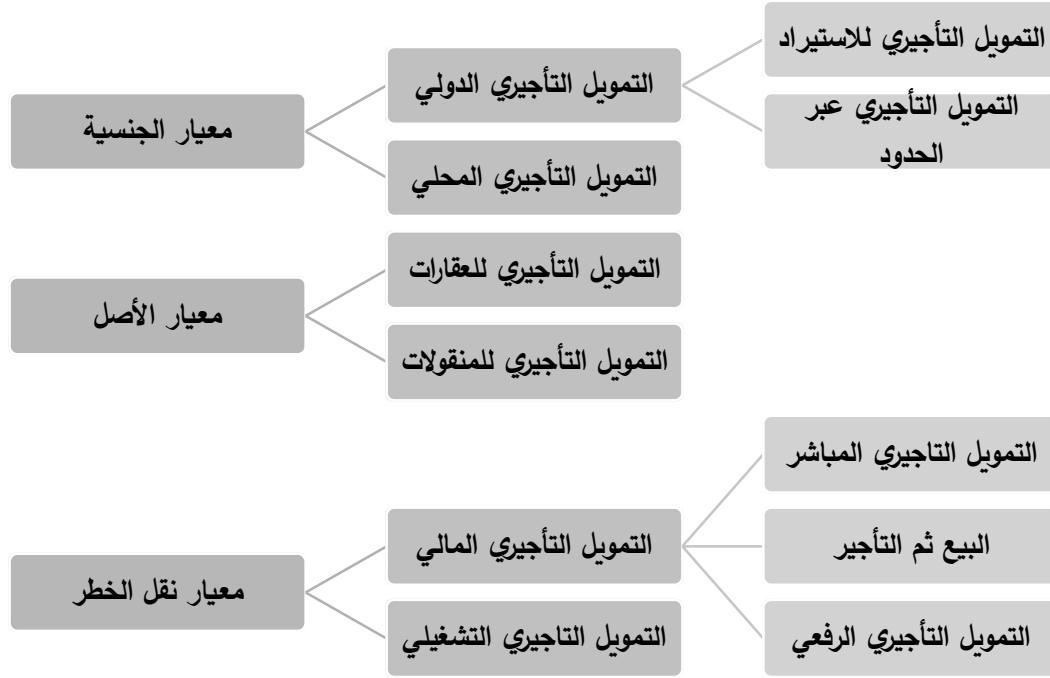 معيار الجنسية
التمويل التأجيري الدولي
التمويل التأجيري للاستيراد
التمويل التأجيري عبر
الحدود
التمويل التأجيري المحلي
معيار الأصل
التمويل التأجيري للعقارات
التمويل التأجيري للمنقولات
معيار نقل الخطر
التمويل التأجيري المالي
التمويل التاجيري المباشر
البيع ثم التأجير
التمويل التأجيري الرفعي
التمويل التاجيري التشغيلي